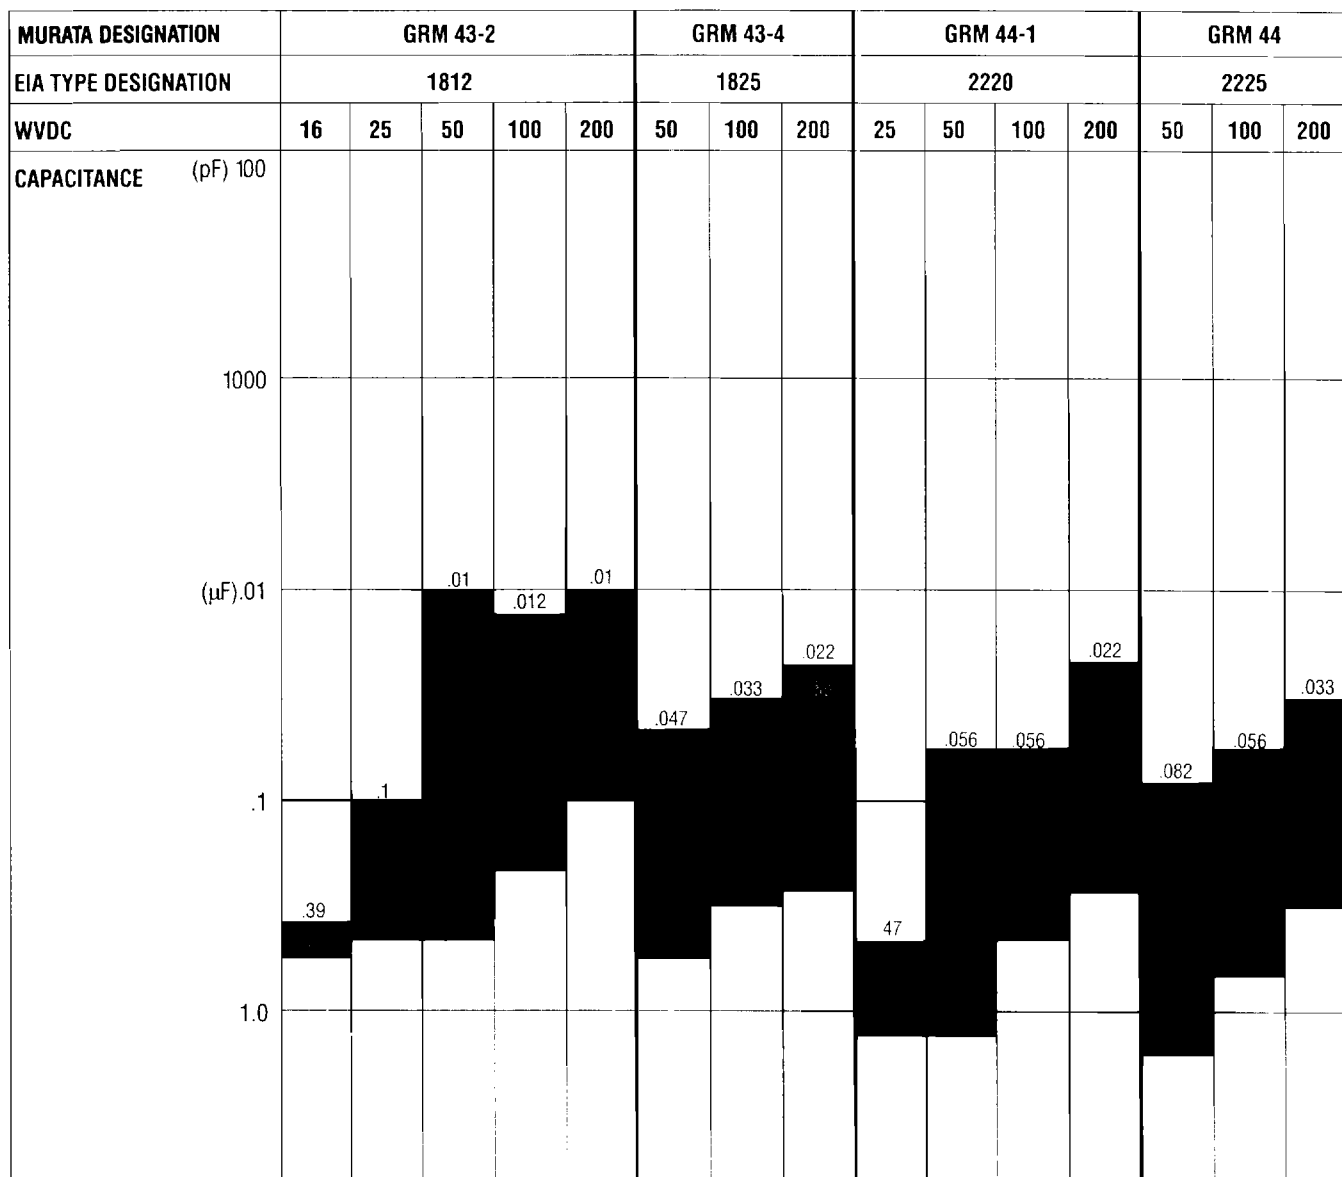 MURATA DESIGNATION GRM 43-2 GRM 43-4 GRM 44-1 GRM 44
EIA TYPE DESIGNATION 1812 1825 2220 2225
WVDC 16 25 50 100 200 50 100 200 25 50 100 200 50 100 200
CAPACITANCE (pF) 100
1000
(µF).01 .01 .012 .01
.022 .022
.033 .033
.047 .056 .056 .056
.082
.1 .1
.39 47
1.0